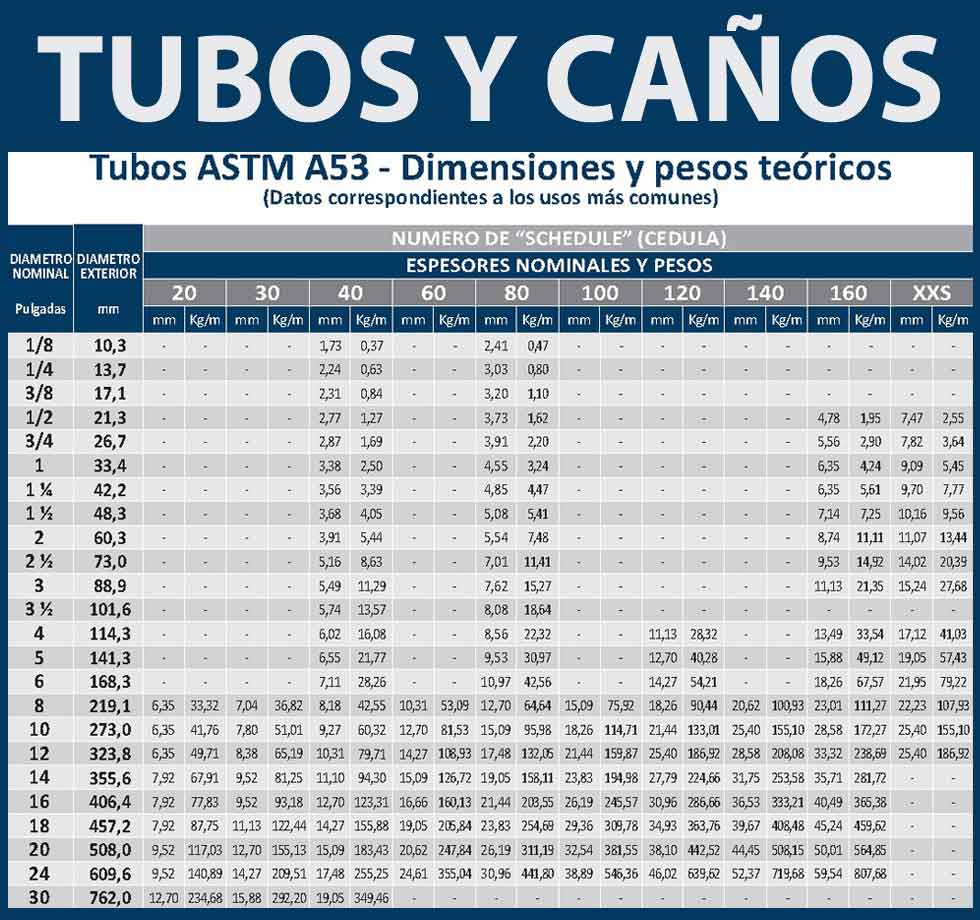 TUBOS Y CAÑOS
Tubos ASTM A53 - Dimensiones y pesos teóricos
(Datos correspondientes a los usos más comunes)
DIAMETRO NOMINAL Pulgadas
DIAMETRO EXTERIOR mm
NUMERO DE “SCHEDULE” (CEDULA)
ESPESORES NOMINALES Y PESOS
20 30 40 60 80 100 120 140 160 XXS
mm Kg/m mm Kg/m mm Kg/m mm Kg/m mm Kg/m mm Kg/m mm Kg/m mm Kg/m mm Kg/m mm Kg/m
1/8 10,3 - - - - 1,73 0,37 - - 2,41 0,47 - - - - - - - - - -
1/4 13,7 - - - - 2,24 0,63 - - 3,03 0,80 - - - - - - - - - -
3/8 17,1 - - - - 2,31 0,84 - - 3,20 1,10 - - - - - - - - - -
1/2 21,3 - - - - 2,77 1,27 - - 3,73 1,62 - - - - - - 4,78 1,95 7,47 2,55
3/4 26,7 - - - - 2,87 1,69 - - 3,91 2,20 - - - - - - 5,56 2,90 7,82 3,64
1 33,4 - - - - 3,38 2,50 - - 4,55 3,24 - - - - - - 6,35 4,24 9,09 5,45
1 ¼ 42,2 - - - - 3,56 3,39 - - 4,85 4,47 - - - - - - 6,35 5,61 9,70 7,77
1 ½ 48,3 - - - - 3,68 4,05 - - 5,08 5,41 - - - - - - 7,14 7,25 10,16 9,56
2 60,3 - - - - 3,91 5,44 - - 5,54 7,48 - - - - - - 8,74 11,11 11,07 13,44
2 ½ 73,0 - - - - 5,16 8,63 - - 7,01 11,41 - - - - - - 9,53 14,92 14,02 20,39
3 88,9 - - - - 5,49 11,29 - - 7,62 15,27 - - - - - - 11,13 21,35 15,24 27,68
3 ½ 101,6 - - - - 5,74 13,57 - - 8,08 18,64 - - - - - - - - - -
4 114,3 - - - - 6,02 16,08 - - 8,56 22,32 - - 11,13 28,32 - - 13,49 33,54 17,12 41,03
5 141,3 - - - - 6,55 21,77 - - 9,53 30,97 - - 12,70 40,28 - - 15,88 49,12 19,05 57,43
6 168,3 - - - - 7,11 28,26 - - 10,97 42,56 - - 14,27 54,21 - - 18,26 67,57 21,95 79,22
8 219,1 6,35 33,32 7,04 36,82 8,18 42,55 10,31 53,09 12,70 64,64 15,09 75,92 18,26 90,44 20,62 100,93 23,01 111,27 22,23 107,93
10 273,0 6,35 41,76 7,80 51,01 9,27 60,32 12,70 81,53 15,09 95,98 18,26 114,71 21,44 133,01 25,40 155,10 28,58 172,27 25,40 155,10
12 323,8 6,35 49,71 8,38 65,19 10,31 79,71 14,27 108,93 17,48 132,05 21,44 159,87 25,40 186,92 28,58 208,08 33,32 238,69 25,40 186,92
14 355,6 7,92 67,91 9,52 81,25 11,10 94,30 15,09 126,72 19,05 158,11 23,83 194,98 27,79 224,66 31,75 253,58 35,71 281,72 - -
16 406,4 7,92 77,83 9,52 93,18 12,70 123,31 16,66 160,13 21,44 203,55 26,19 245,57 30,96 286,66 36,53 333,21 40,49 365,38 - -
18 457,2 7,92 87,75 11,13 122,44 14,27 155,88 19,05 205,84 23,83 254,69 29,36 309,78 34,93 363,76 39,67 408,48 45,24 459,62 - -
20 508,0 9,52 117,03 12,70 155,13 15,09 183,43 20,62 247,84 26,19 311,19 32,54 381,55 38,10 442,52 44,45 508,15 50,01 564,85 - -
24 609,6 9,52 140,89 14,27 209,51 17,48 255,25 24,61 355,04 30,96 441,80 38,89 546,36 46,02 639,62 52,37 719,68 59,54 807,68 - -
30 762,0 12,70 234,68 15,88 292,20 19,05 349,46 - - - - - - - - - - - - - -